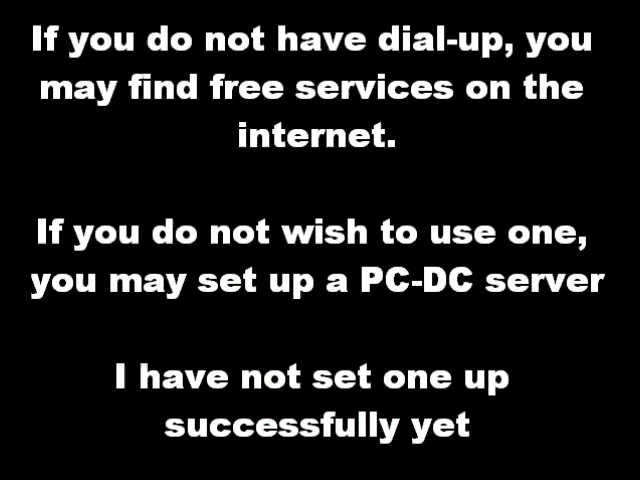 If you do not have dial-up, you
may find free services on the
internet.
If you do not wish to use one,
you may set up a PC-DC server
I have not set one up
successfully yet